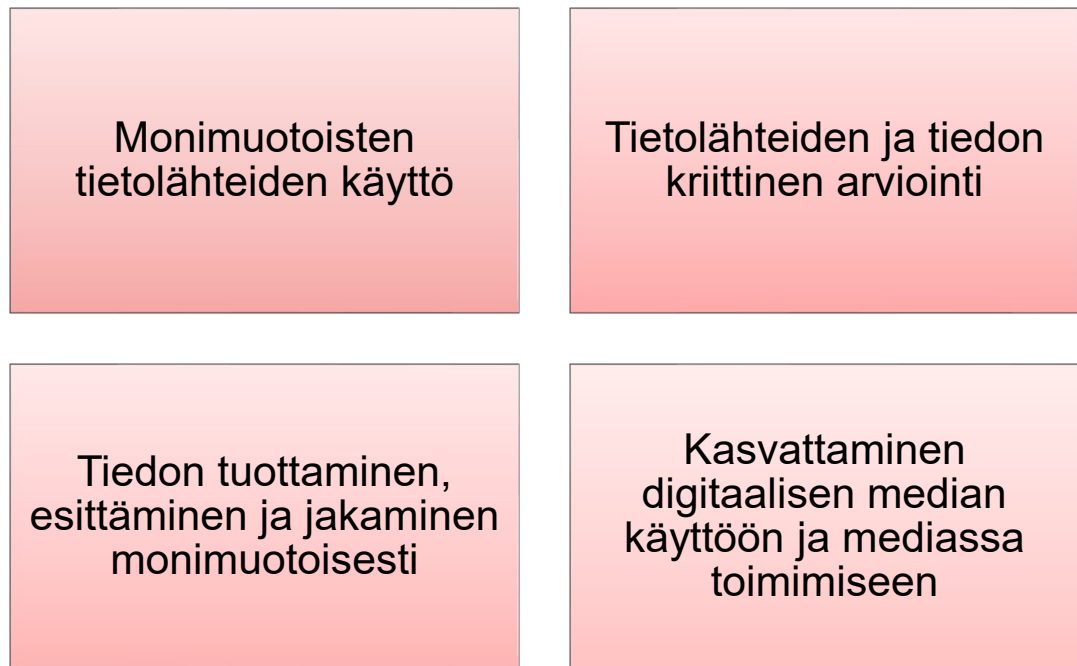 Monimuotoisten
tietolähteiden käyttö
Tietolähteiden ja tiedon
kriittinen arviointi
Tiedon tuottaminen,
esittäminen ja jakaminen
monimuotoisesti
Kasvattaminen
digitaalisen median
käyttöön ja mediassa
toimimiseen